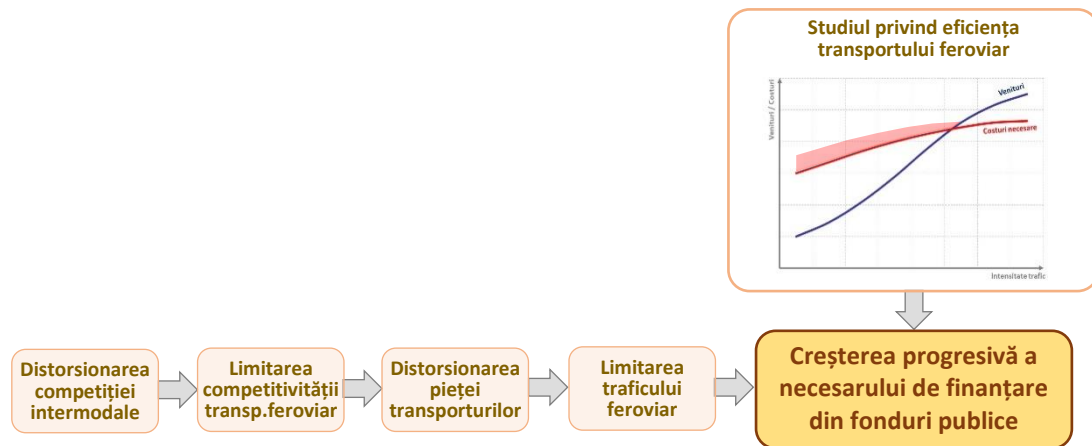 Studiul privind eficiența
transportului feroviar
Venituri / Costuri
Venituri
Costuri necesare
Intensitate trafic
Distorsionarea
competiției
intermodale
Limitarea
competitivității
transp.feroviar
Distorsionarea
pieței
transporturilor
Limitarea
traficului
feroviar
Creșterea progresivă a
necesarului de finanțare
din fonduri publice